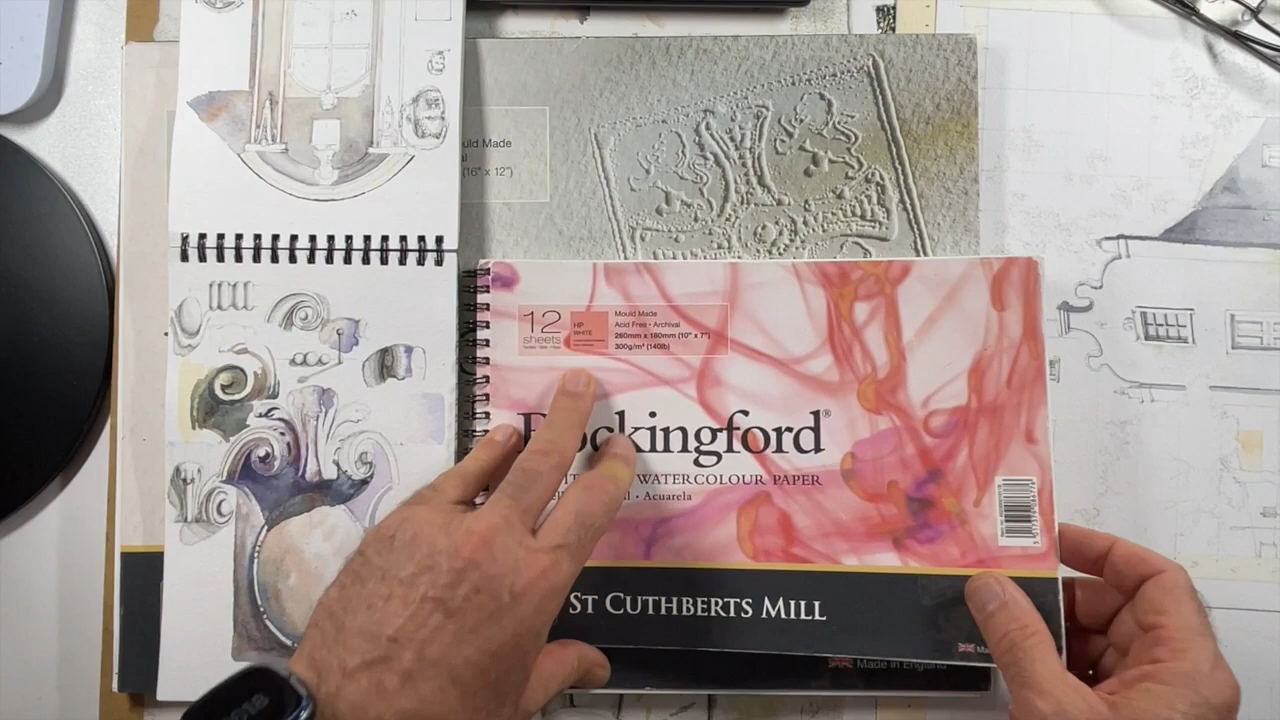 Mould Made
(16" x 12")
12
sheets
HP
WHITE
Mould Made
Acid Free • Archival
260mm x 180mm (10" x 7")
300g/m² (140lb)
ockingford®
WATERCOLOUR PAPER
• Acuarela
ST CUTHBERTS MILL
Made in England